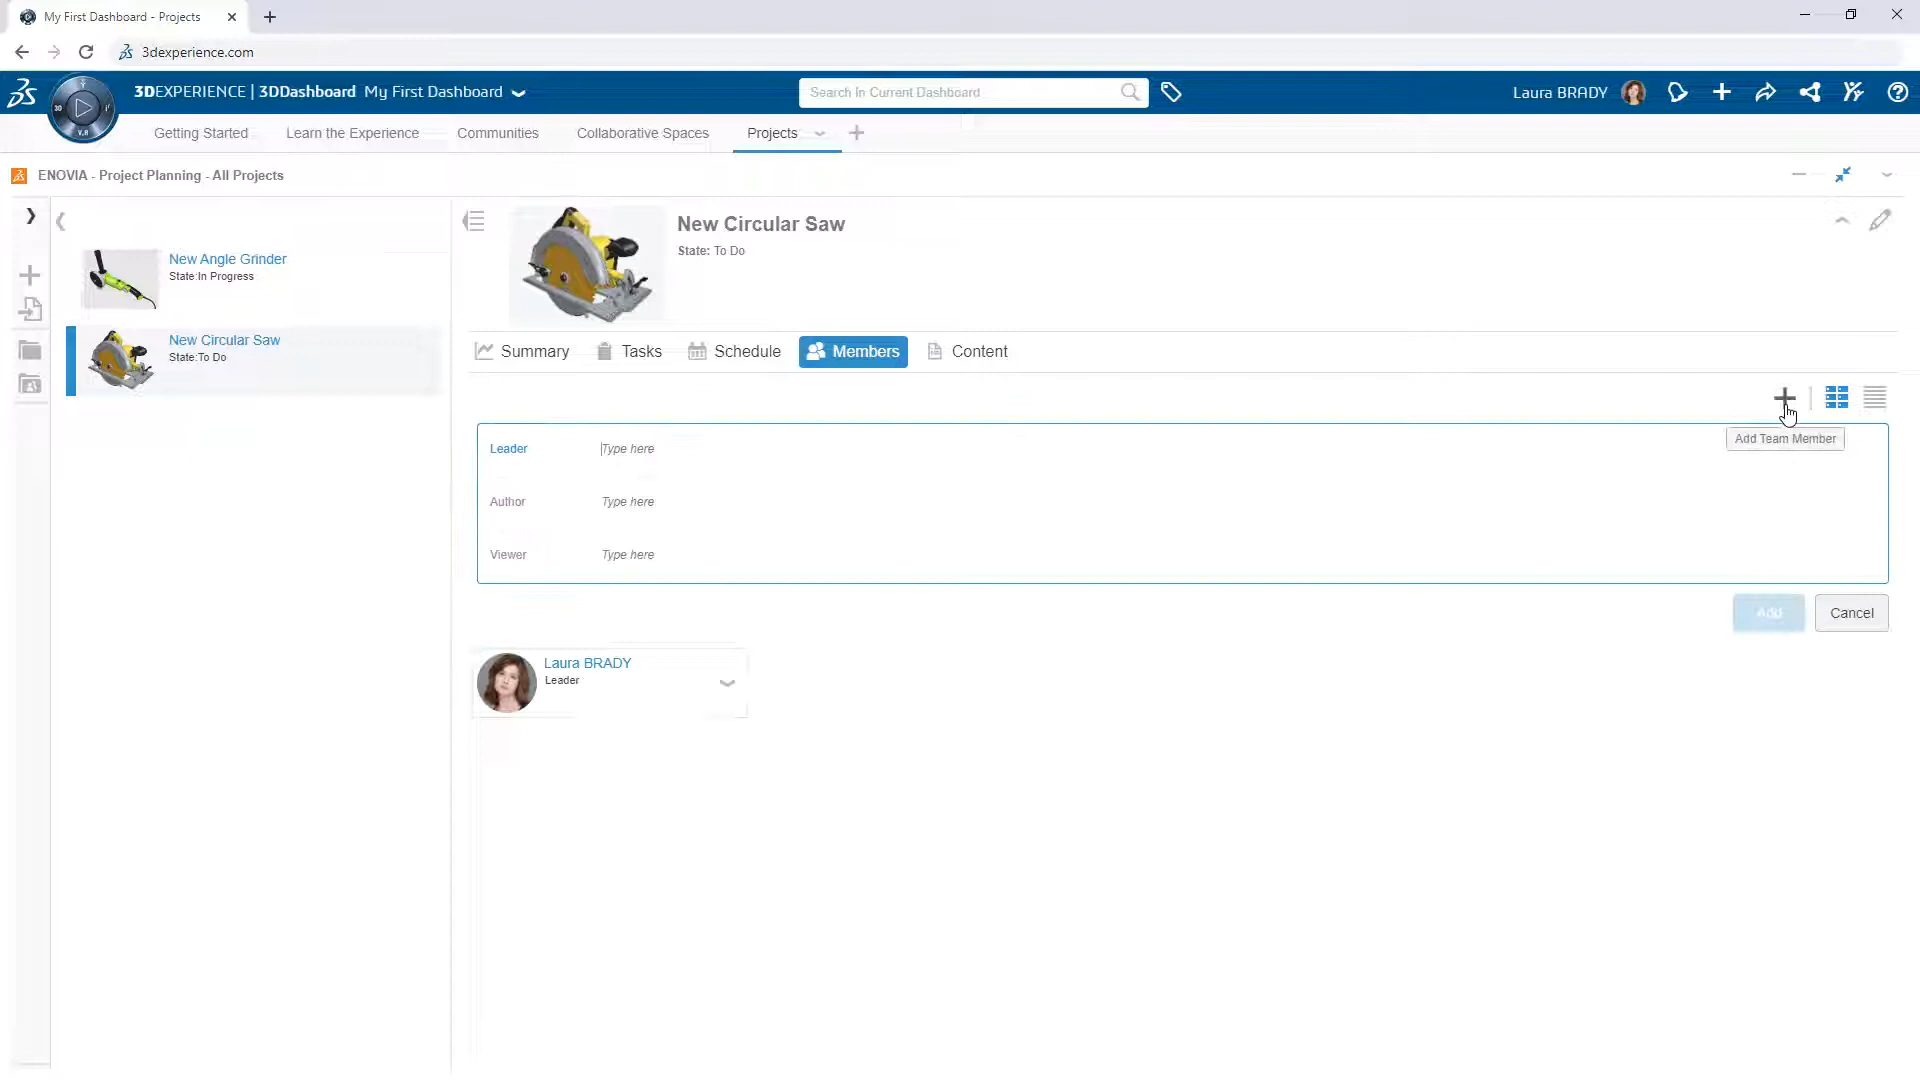 My First Dashboard - Projects
3dexperience.com
3DEXPERIENCE | 3DDashboard My First Dashboard
Search In Current Dashboard
Laura BRADY
3D
V.R
Getting Started
Learn the Experience
Communities
Collaborative Spaces
Projects
ENOVIA - Project Planning - All Projects
New Angle Grinder
State:In Progress
New Circular Saw
State:To Do
New Circular Saw
State: To Do
Summary
Tasks
Schedule
Members
Content
Add Team Member
Leader Type here
Author Type here
Viewer Type here
Add
Cancel
Laura BRADY
Leader